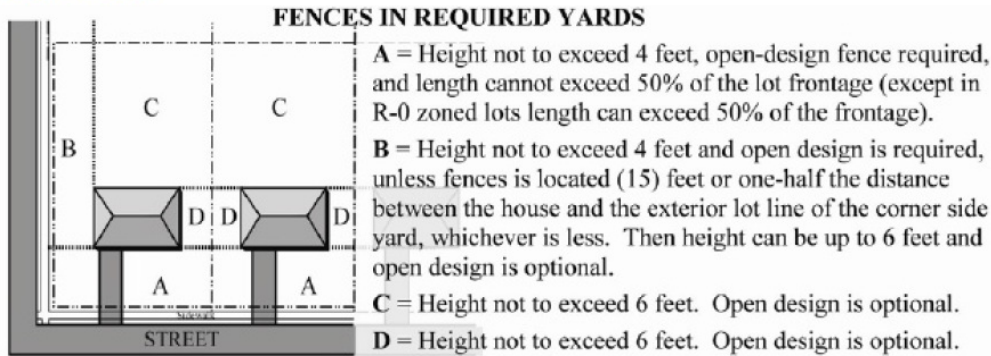 FENCES IN REQUIRED YARDS
A = Height not to exceed 4 feet, open-design fence required,
and length cannot exceed 50% of the lot frontage (except in
R-0 zoned lots length can exceed 50% of the frontage).
B = Height not to exceed 4 feet and open design is required,
unless fences is located (15) feet or one-half the distance
between the house and the exterior lot line of the corner side
yard, whichever is less. Then height can be up to 6 feet and
open design is optional.
C = Height not to exceed 6 feet. Open design is optional.
D = Height not to exceed 6 feet. Open design is optional.
C C
B
D D D
A A
Sidewalk
STREET